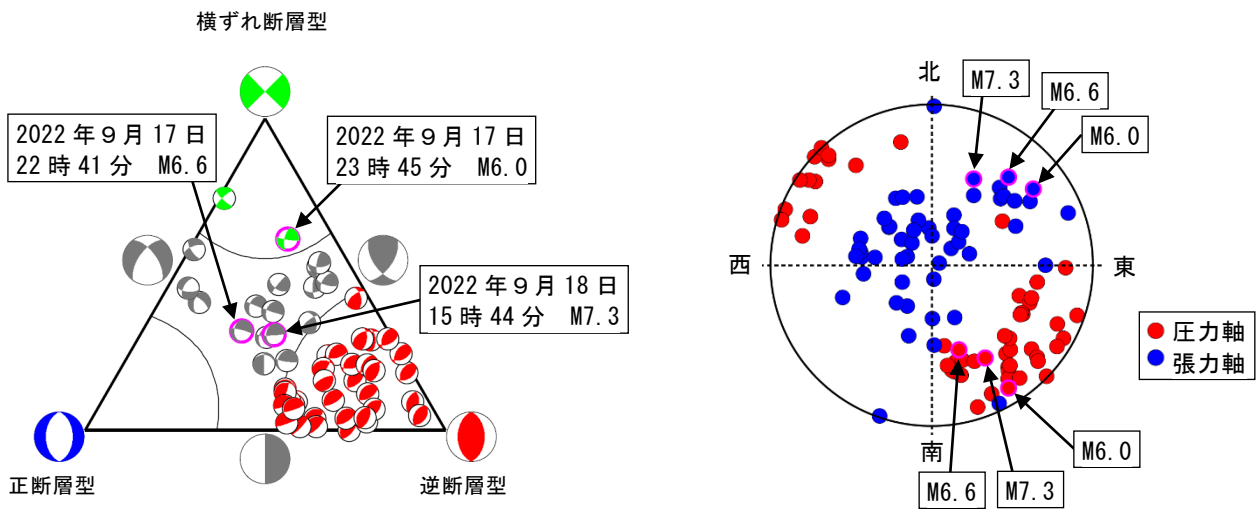 横ずれ断層型
2022年9月17日
22時41分 M6.6
2022年9月17日
23時45分 M6.0
2022年9月18日
15時44分 M7.3
正断層型
逆断層型
北
M7.3
M6.6
M6.0
西
東
圧力軸
張力軸
南
M6.0
M6.6
M7.3